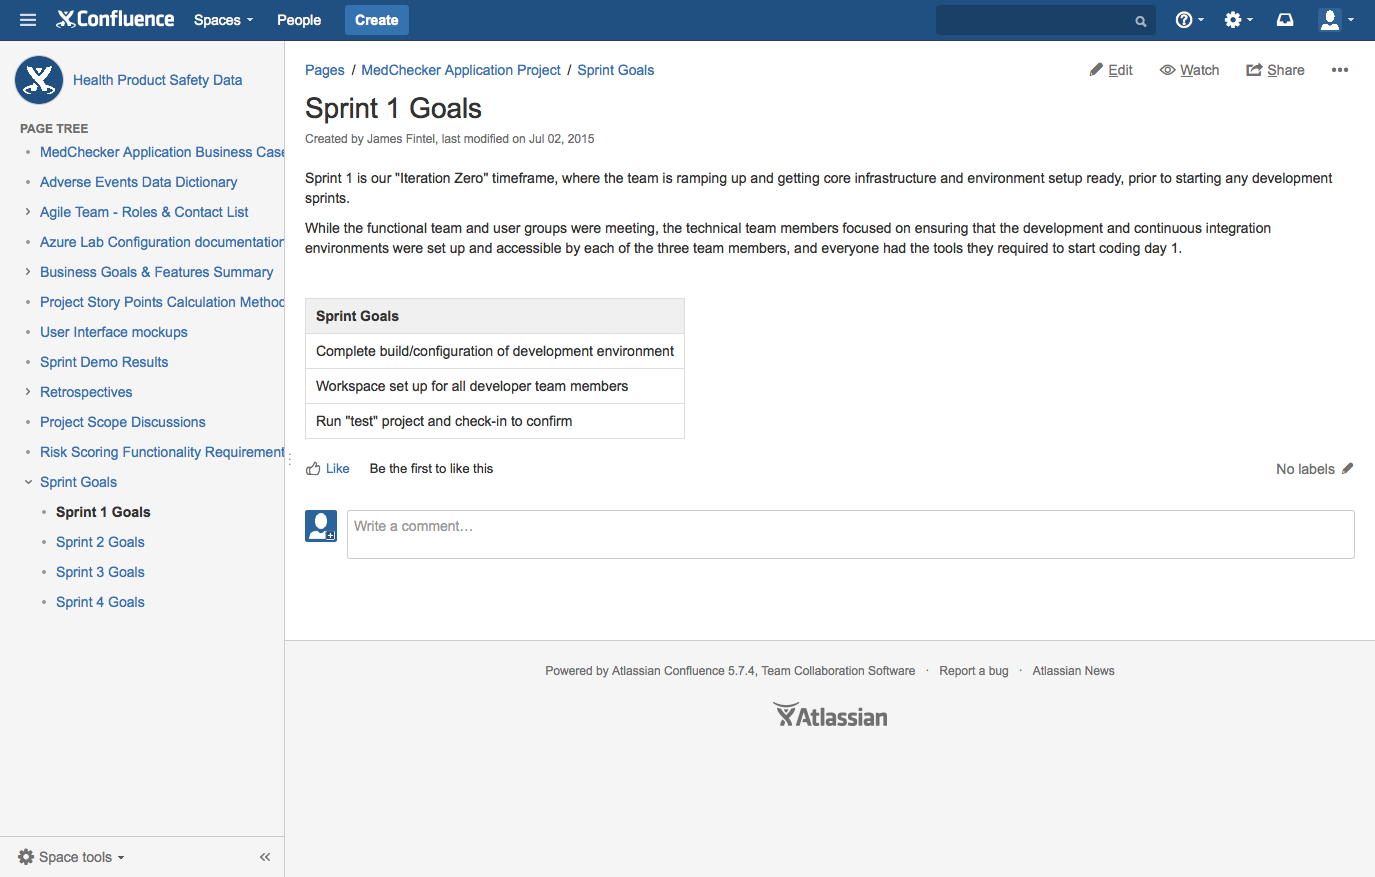 Confluence Spaces People Create
Health Product Safety Data
PAGE TREE
MedChecker Application Business Case
Adverse Events Data Dictionary
Agile Team - Roles & Contact List
Azure Lab Configuration documentation
Business Goals & Features Summary
Project Story Points Calculation Method
User Interface mockups
Sprint Demo Results
Retrospectives
Project Scope Discussions
Risk Scoring Functionality Requirement
Sprint Goals
Sprint 1 Goals
Sprint 2 Goals
Sprint 3 Goals
Sprint 4 Goals
Space tools
Pages / MedChecker Application Project / Sprint Goals
Edit Watch Share
Sprint 1 Goals
Created by James Fintel, last modified on Jul 02, 2015
Sprint 1 is our "Iteration Zero" timeframe, where the team is ramping up and getting core infrastructure and environment setup ready, prior to starting any development
sprints.
While the functional team and user groups were meeting, the technical team members focused on ensuring that the development and continuous integration
environments were set up and accessible by each of the three team members, and everyone had the tools they required to start coding day 1.
Sprint Goals
Complete build/configuration of development environment
Workspace set up for all developer team members
Run "test" project and check-in to confirm
Like Be the first to like this
No labels
Write a comment…
Powered by Atlassian Confluence 5.7.4, Team Collaboration Software · Report a bug · Atlassian News
Atlassian